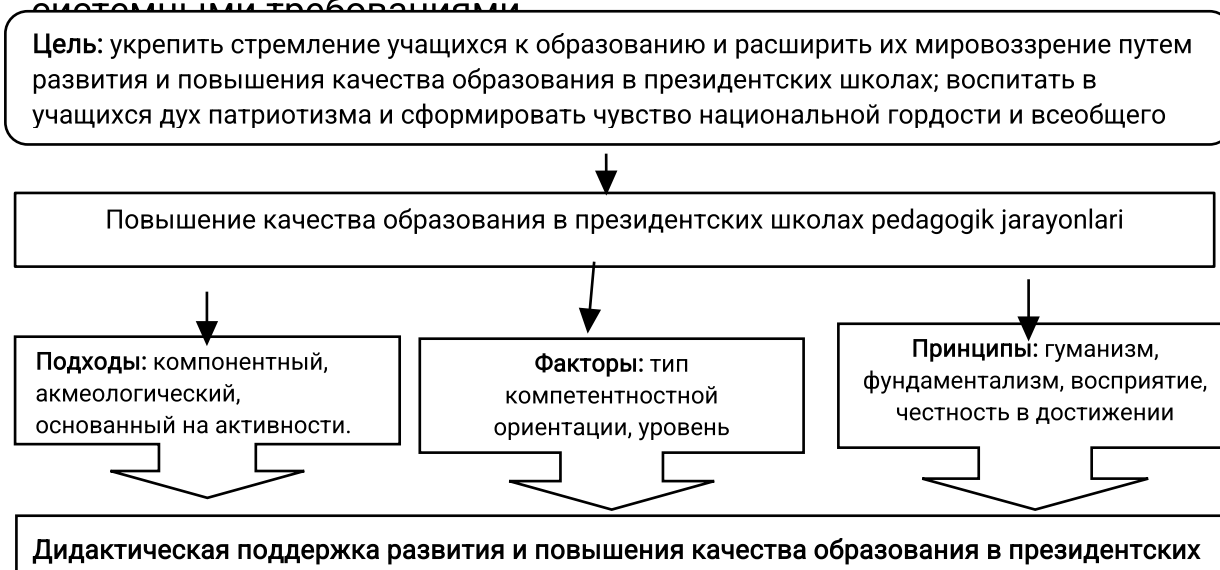 системными требованиями
Цель: укрепить стремление учащихся к образованию и расширить их мировоззрение путем
развития и повышения качества образования в президентских школах; воспитать в
учащихся дух патриотизма и сформировать чувство национальной гордости и всеобщего
Повышение качества образования в президентских школах pedagogik jarayonlari
Подходы: компонентный,
акмеологический,
основанный на активности.
Факторы: тип
компетентностной
ориентации, уровень
Принципы: гуманизм,
фундаментализм, восприятие,
честность в достижении
Дидактическая поддержка развития и повышения качества образования в президентских